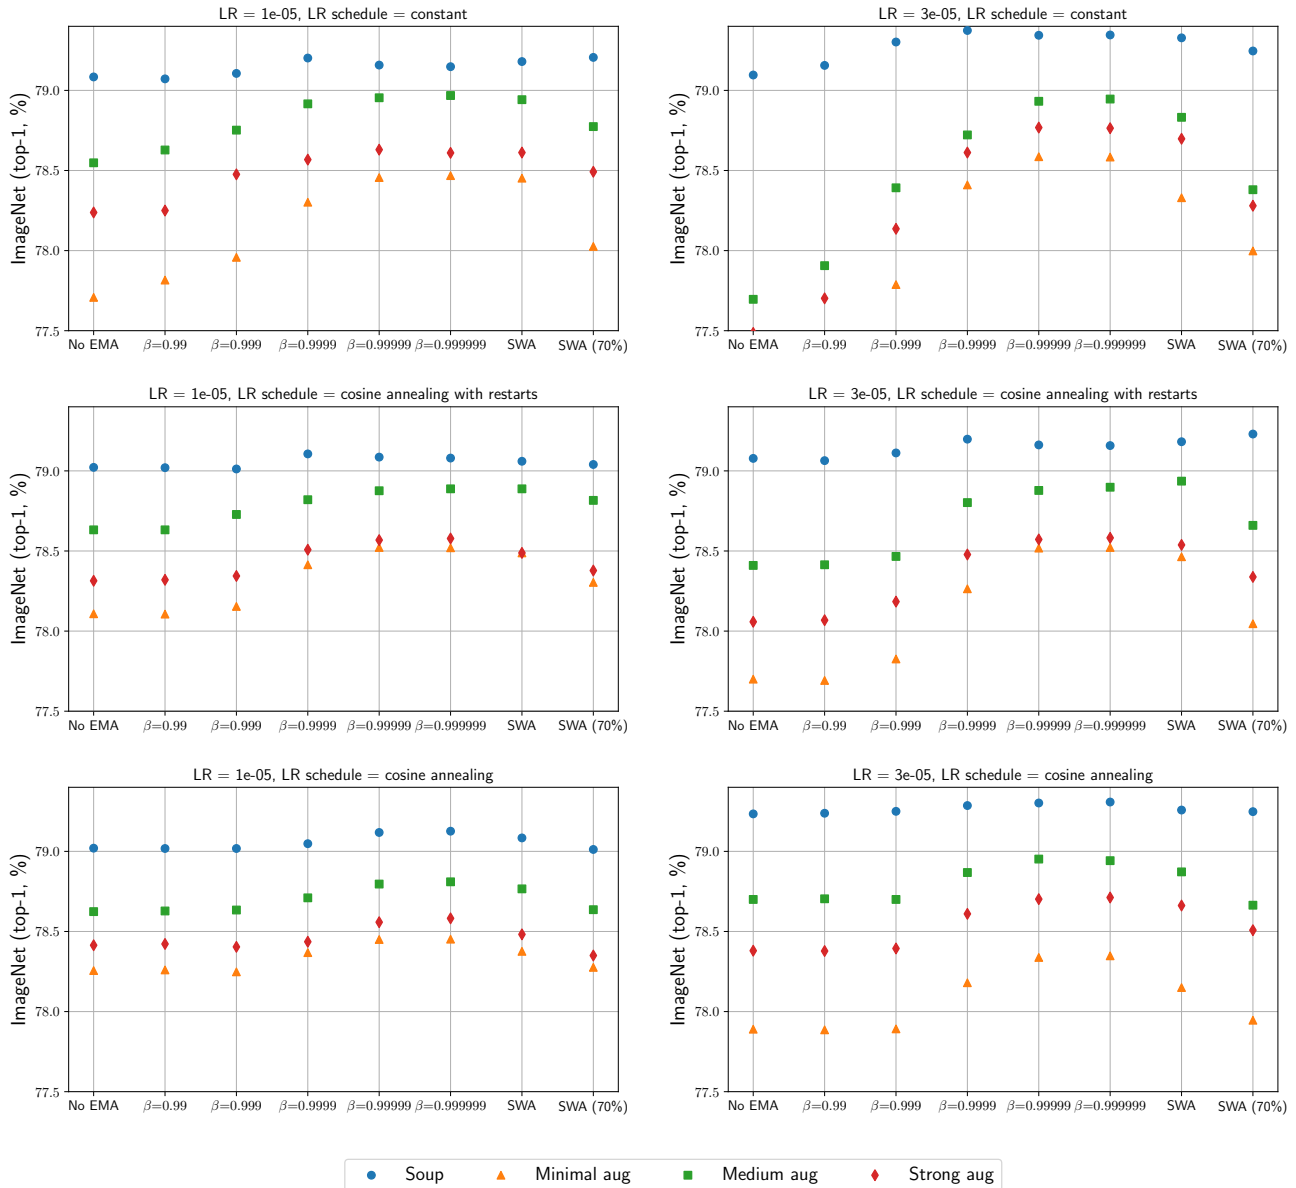 LR = 1e-05, LR schedule = constant
ImageNet (top-1, %)
79.0
78.5
78.0
77.5
No EMA β=0.99 β=0.999 β=0.9999 β=0.99999 β=0.999999 SWA SWA (70%)
LR = 3e-05, LR schedule = constant
ImageNet (top-1, %)
79.0
78.5
78.0
77.5
No EMA β=0.99 β=0.999 β=0.9999 β=0.99999 β=0.999999 SWA SWA (70%)
LR = 1e-05, LR schedule = cosine annealing with restarts
ImageNet (top-1, %)
79.0
78.5
78.0
77.5
No EMA β=0.99 β=0.999 β=0.9999 β=0.99999 β=0.999999 SWA SWA (70%)
LR = 3e-05, LR schedule = cosine annealing with restarts
ImageNet (top-1, %)
79.0
78.5
78.0
77.5
No EMA β=0.99 β=0.999 β=0.9999 β=0.99999 β=0.999999 SWA SWA (70%)
LR = 1e-05, LR schedule = cosine annealing
ImageNet (top-1, %)
79.0
78.5
78.0
77.5
No EMA β=0.99 β=0.999 β=0.9999 β=0.99999 β=0.999999 SWA SWA (70%)
LR = 3e-05, LR schedule = cosine annealing
ImageNet (top-1, %)
79.0
78.5
78.0
77.5
No EMA β=0.99 β=0.999 β=0.9999 β=0.99999 β=0.999999 SWA SWA (70%)
Soup Minimal aug Medium aug Strong aug